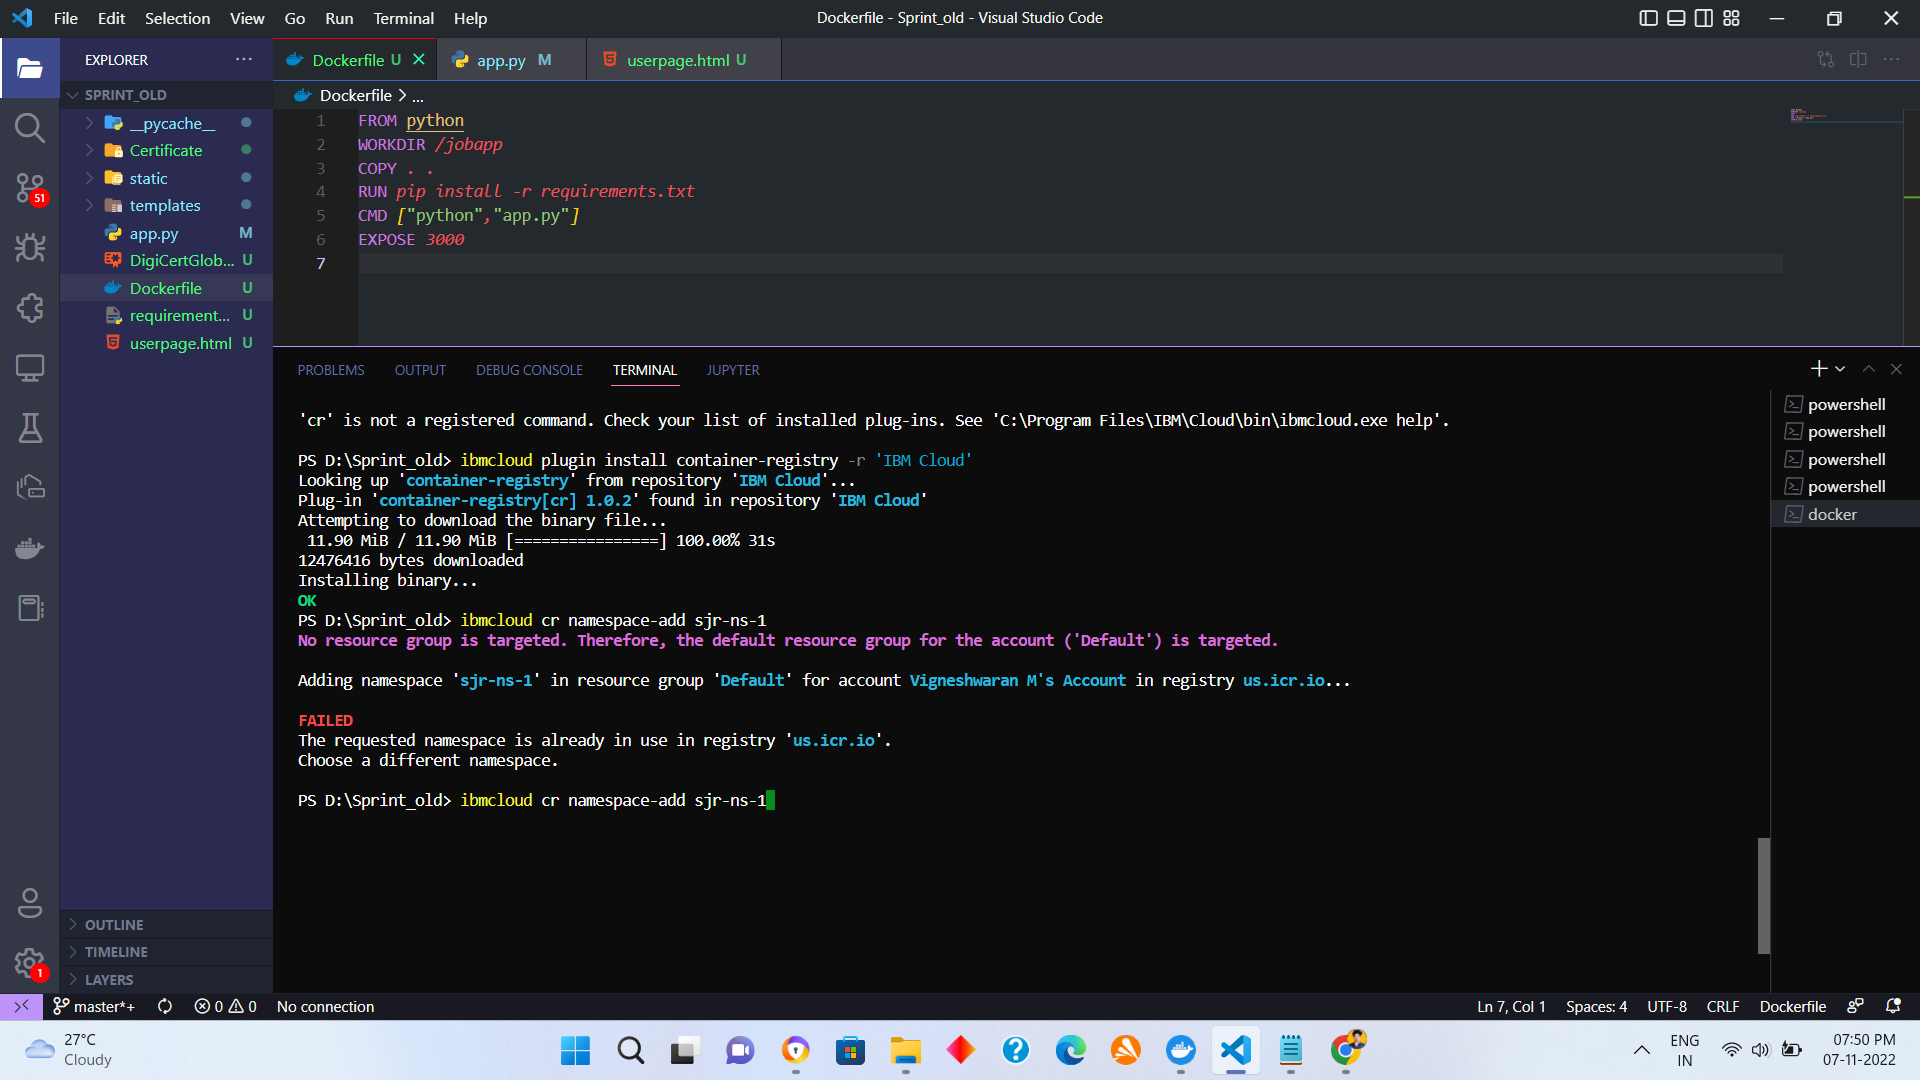 File Edit Selection View Go Run Terminal Help
Dockerfile - Sprint_old - Visual Studio Code
EXPLORER
Dockerfile U
app.py M
userpage.html U
SPRINT_OLD
Dockerfile > ...
__pycache__
Certificate
static
templates
app.py M
DigiCertGlob... U
Dockerfile U
requirement... U
userpage.html U
1 FROM python
2 WORKDIR /jobapp
3 COPY . .
4 RUN pip install -r requirements.txt
5 CMD ["python","app.py"]
6 EXPOSE 3000
7
51
PROBLEMS OUTPUT DEBUG CONSOLE TERMINAL JUPYTER
'cr' is not a registered command. Check your list of installed plug-ins. See 'C:\Program Files\IBM\Cloud\bin\ibmcloud.exe help'.
PS D:\Sprint_old> ibmcloud plugin install container-registry -r 'IBM Cloud'
Looking up 'container-registry' from repository 'IBM Cloud'...
Plug-in 'container-registry[cr] 1.0.2' found in repository 'IBM Cloud'
Attempting to download the binary file...
11.90 MiB / 11.90 MiB [================] 100.00% 31s
12476416 bytes downloaded
Installing binary...
OK
PS D:\Sprint_old> ibmcloud cr namespace-add sjr-ns-1
No resource group is targeted. Therefore, the default resource group for the account ('Default') is targeted.
Adding namespace 'sjr-ns-1' in resource group 'Default' for account Vigneshwaran M's Account in registry us.icr.io...
FAILED
The requested namespace is already in use in registry 'us.icr.io'.
Choose a different namespace.
PS D:\Sprint_old> ibmcloud cr namespace-add sjr-ns-1
powershell
powershell
powershell
powershell
docker
OUTLINE
TIMELINE
LAYERS
1
master*+ 0 0 No connection
Ln 7, Col 1 Spaces: 4 UTF-8 CRLF Dockerfile
27°C
Cloudy
ENG
IN
07:50 PM
07-11-2022